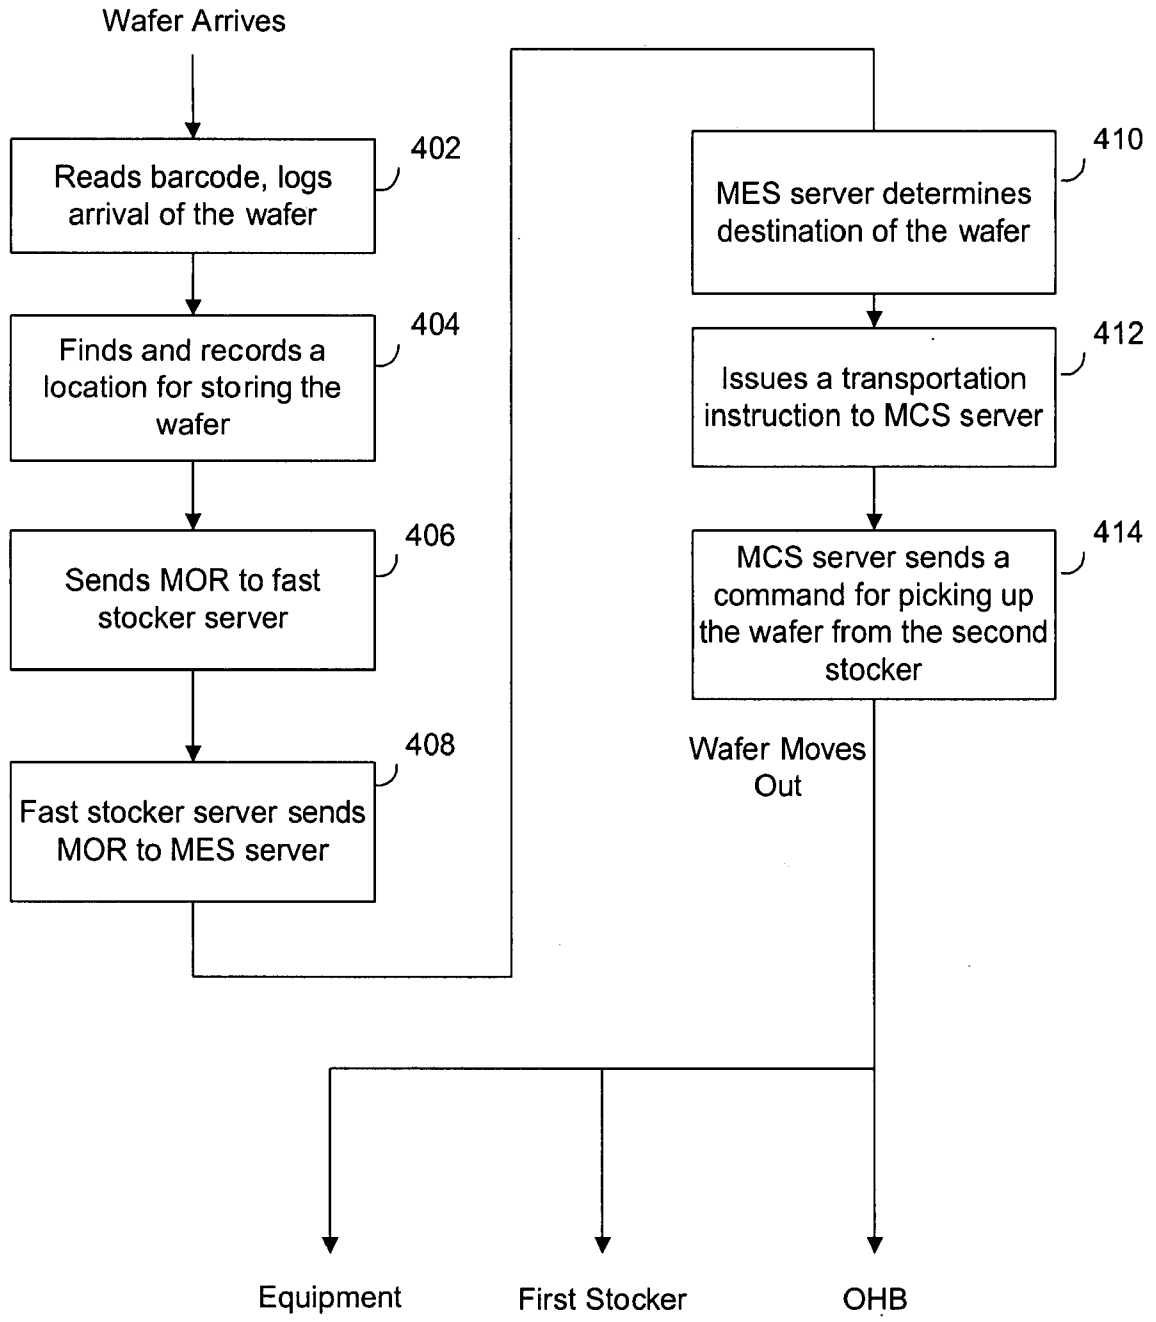 Wafer Arrives
402
Reads barcode, logs
arrival of the wafer
404
Finds and records a
location for storing the
wafer
406
Sends MOR to fast
stocker server
408
Fast stocker server sends
MOR to MES server
410
MES server determines
destination of the wafer
412
Issues a transportation
instruction to MCS server
414
MCS server sends a
command for picking up
the wafer from the second
stocker
Wafer Moves
Out
Equipment
First Stocker
OHB